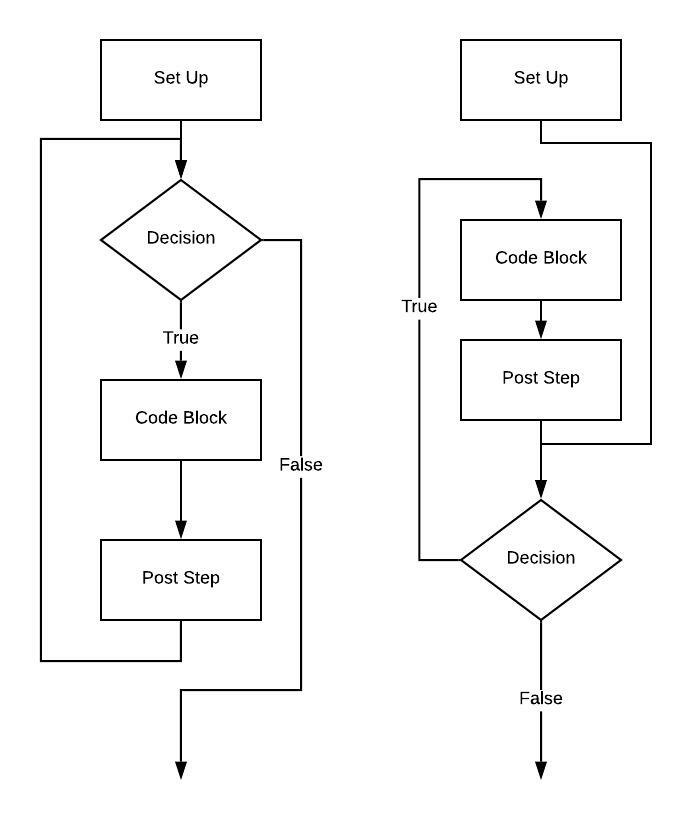 Set Up
Decision
True
Code Block
False
Post Step
Set Up
Code Block
True
Post Step
Decision
False